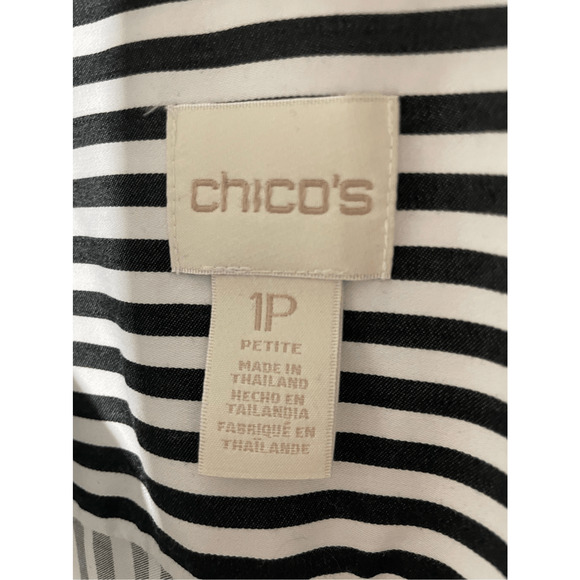 chico's
1P
PETITE
MADE IN
THAILAND
HECHO EN
TAILANDIA
FABRIQUÉ EN
THAÏLANDE